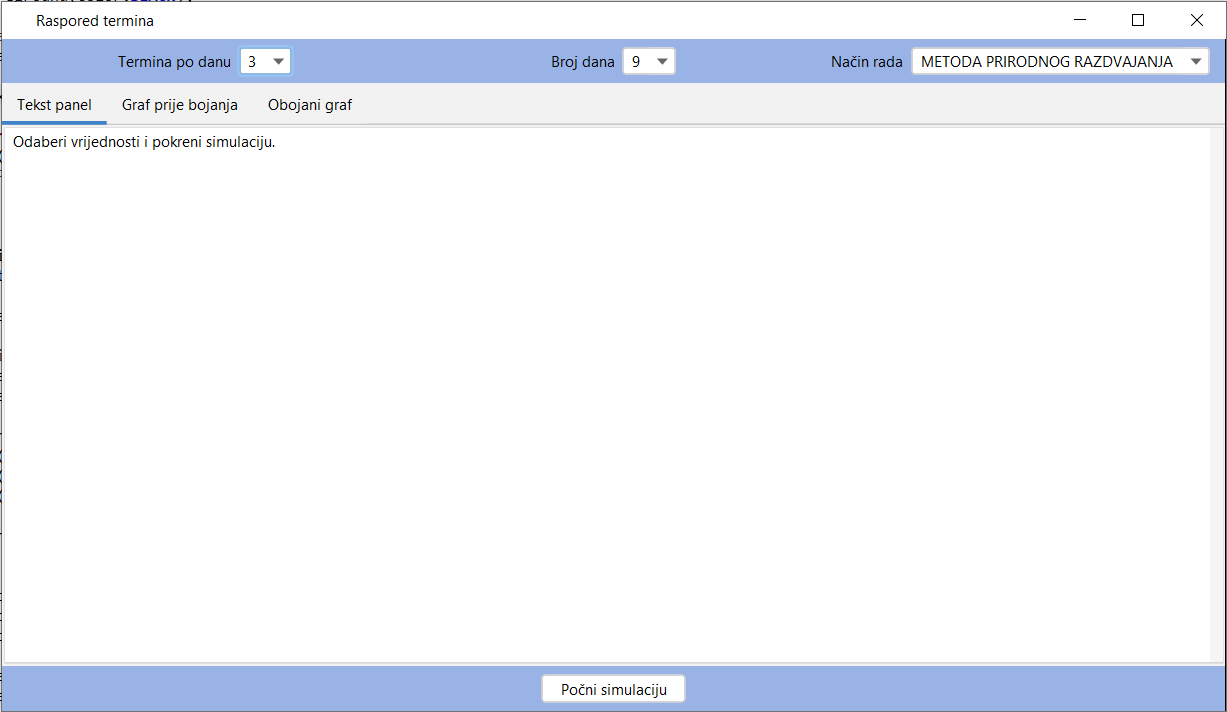 Raspored termina
Termina po danu 3 Broj dana 9 Način rada METODA PRIRODNOG RAZDVAJANJA
Tekst panel Graf prije bojanja Obojani graf
Odaberi vrijednosti i pokreni simulaciju.
Počni simulaciju